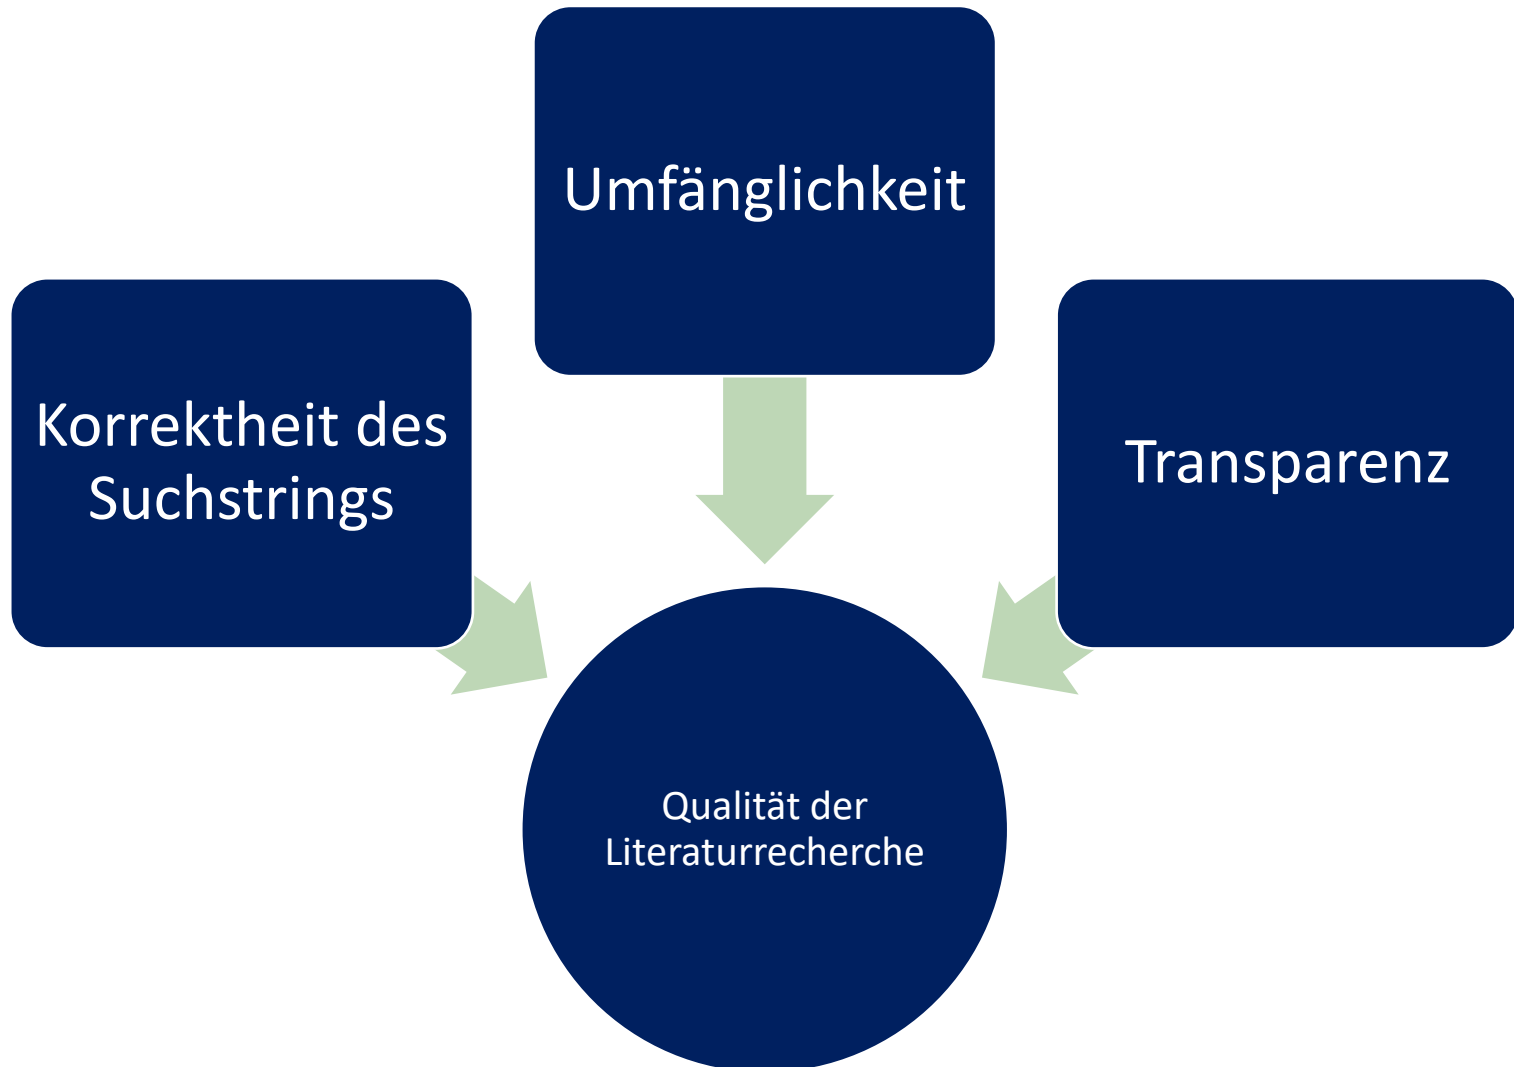 Umfänglichkeit
Korrektheit des
Suchstrings
Transparenz
Qualität der
Literaturrecherche